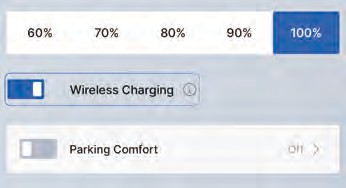 60% 70% 80% 90% 100%
Wireless Charging
Parking Comfort Off